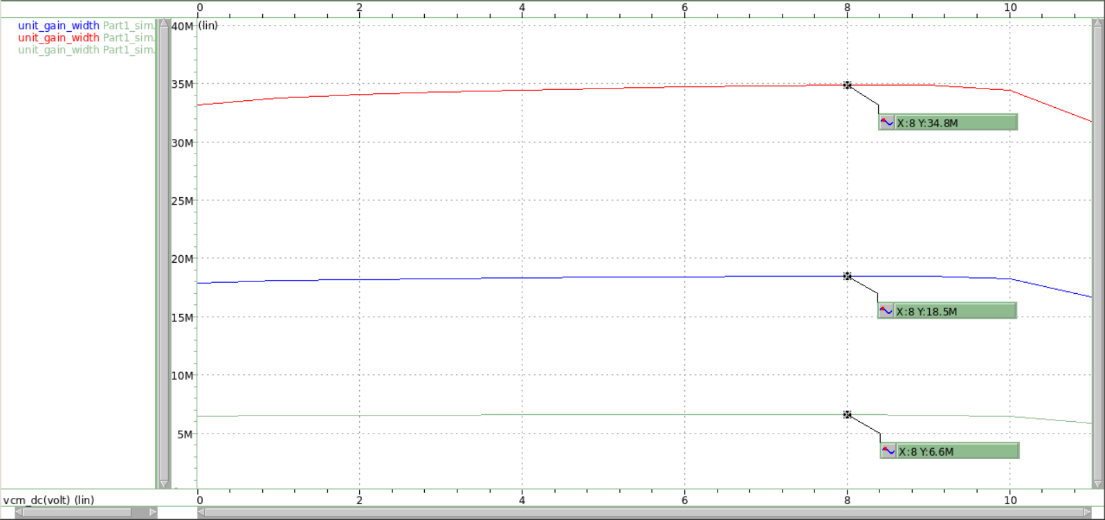 0 2 4 6 8 10
unit_gain_width Part1_sim.
unit_gain_width Part1_sim.
unit_gain_width Part1_sim.
40M (lin)
35M
X:8 Y:34.8M
30M
25M
20M
X:8 Y:18.5M
15M
10M
5M
X:8 Y:6.6M
vcm_dc(volt) (lin) 0 2 4 6 8 10